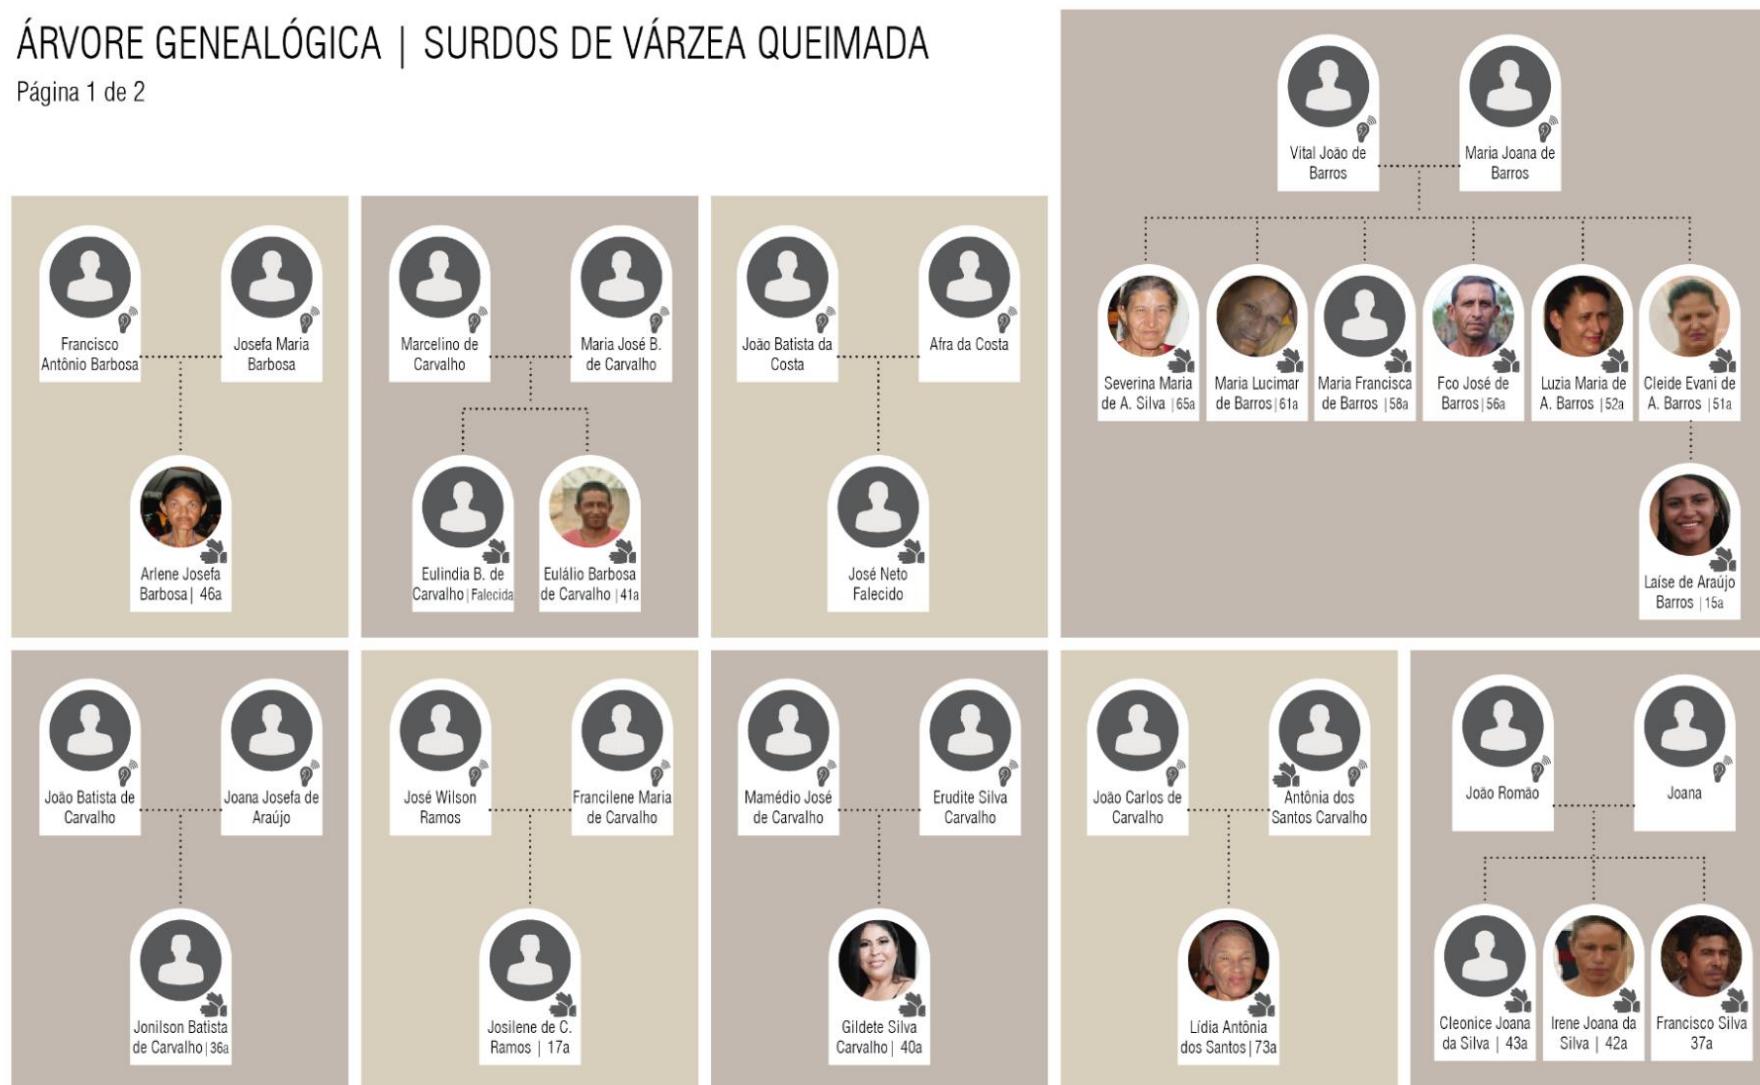 ÁRVORE GENEALÓGICA | SURDOS DE VÁRZEA QUEIMADA
Página 1 de 2
Vital João de
Barros
Maria Joana de
Barros
Severina Maria
de A. Silva | 65a
Maria Lucimar
de Barros | 61a
Maria Francisca
de Barros | 58a
Fco José de
Barros | 56a
Luzia Maria de
A. Barros | 52a
Cleide Evani de
A. Barros | 51a
Laíse de Araújo
Barros | 15a
Francisco
Antônio Barbosa
Josefa Maria
Barbosa
Arlene Josefa
Barbosa | 46a
Marcelino de
Carvalho
Maria José B.
de Carvalho
Eulindia B. de
Carvalho | Falecida
Eulálio Barbosa
de Carvalho | 41a
João Batista da
Costa
Afra da Costa
José Neto
Falecido
João Batista de
Carvalho
Joana Josefa de
Araújo
Jonilson Batista
de Carvalho | 36a
José Wilson
Ramos
Francilene Maria
de Carvalho
Josilene de C.
Ramos | 17a
Mamédio José
de Carvalho
Erudite Silva
Carvalho
Gildete Silva
Carvalho | 40a
João Carlos de
Carvalho
Antônia dos
Santos Carvalho
Lídia Antônia
dos Santos | 73a
João Romão
Joana
Cleonice Joana
da Silva | 43a
Irene Joana da
Silva | 42a
Francisco Silva
37a